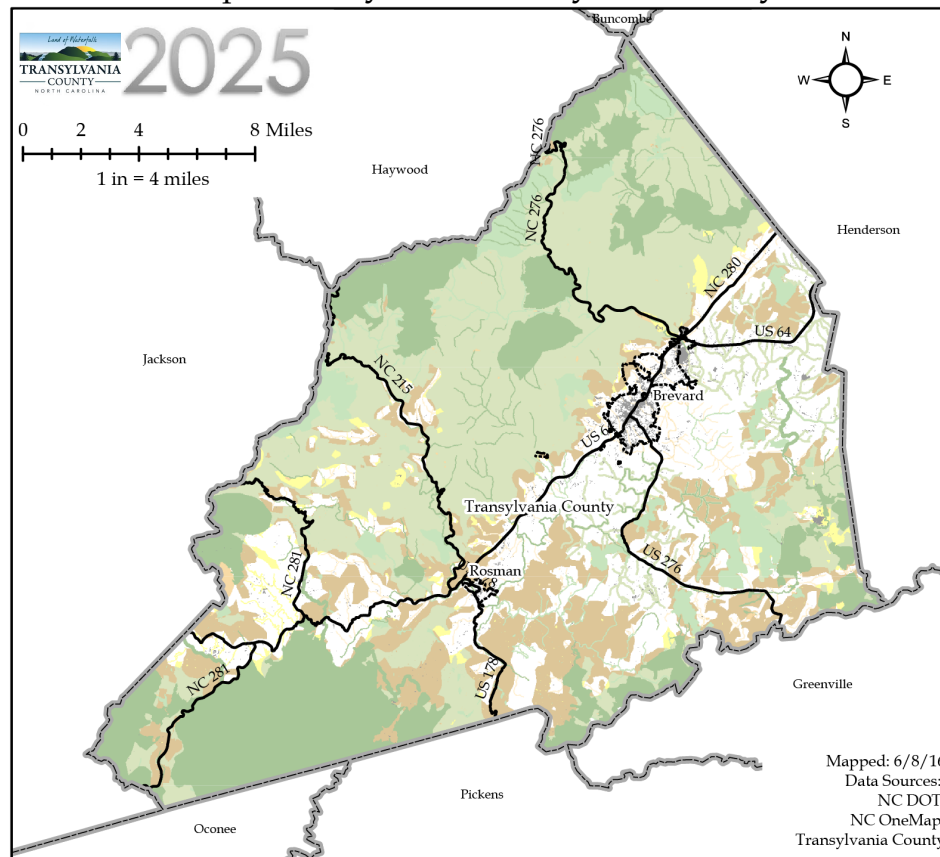 Buncombe
Land of Waterfalls
TRANSYLVANIA
COUNTY
NORTH CAROLINA
2025
N
W
E
S
0 2 4 8 Miles
1 in = 4 miles
Haywood
NC 276
NC 276
Henderson
NC 280
US 64
Jackson
NC 215
Brevard
US 6
Transylvania County
NC 281
Rosman
US 276
NC 281
US 178
Greenville
Pickens
Oconee
Mapped: 6/8/16
Data Sources:
NC DOT
NC OneMap
Transylvania County